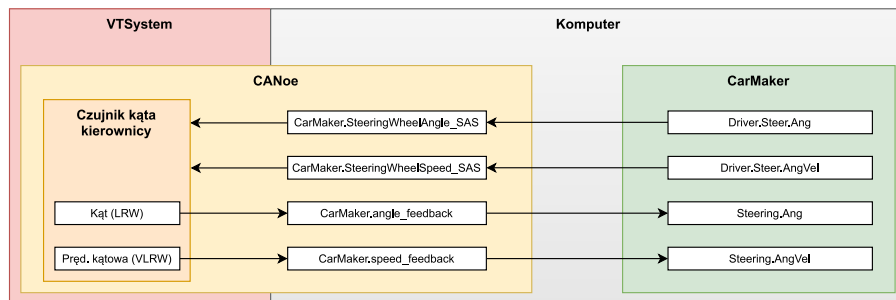 VTSystem
Komputer
CANoe
CarMaker
Czujnik kąta
kierownicy
CarMaker.SteeringWheelAngle_SAS
Driver.Steer.Ang
CarMaker.SteeringWheelSpeed_SAS
Driver.Steer.AngVel
Kąt (LRW)
CarMaker.angle_feedback
Steering.Ang
Pręd. kątowa (VLRW)
CarMaker.speed_feedback
Steering.AngVel